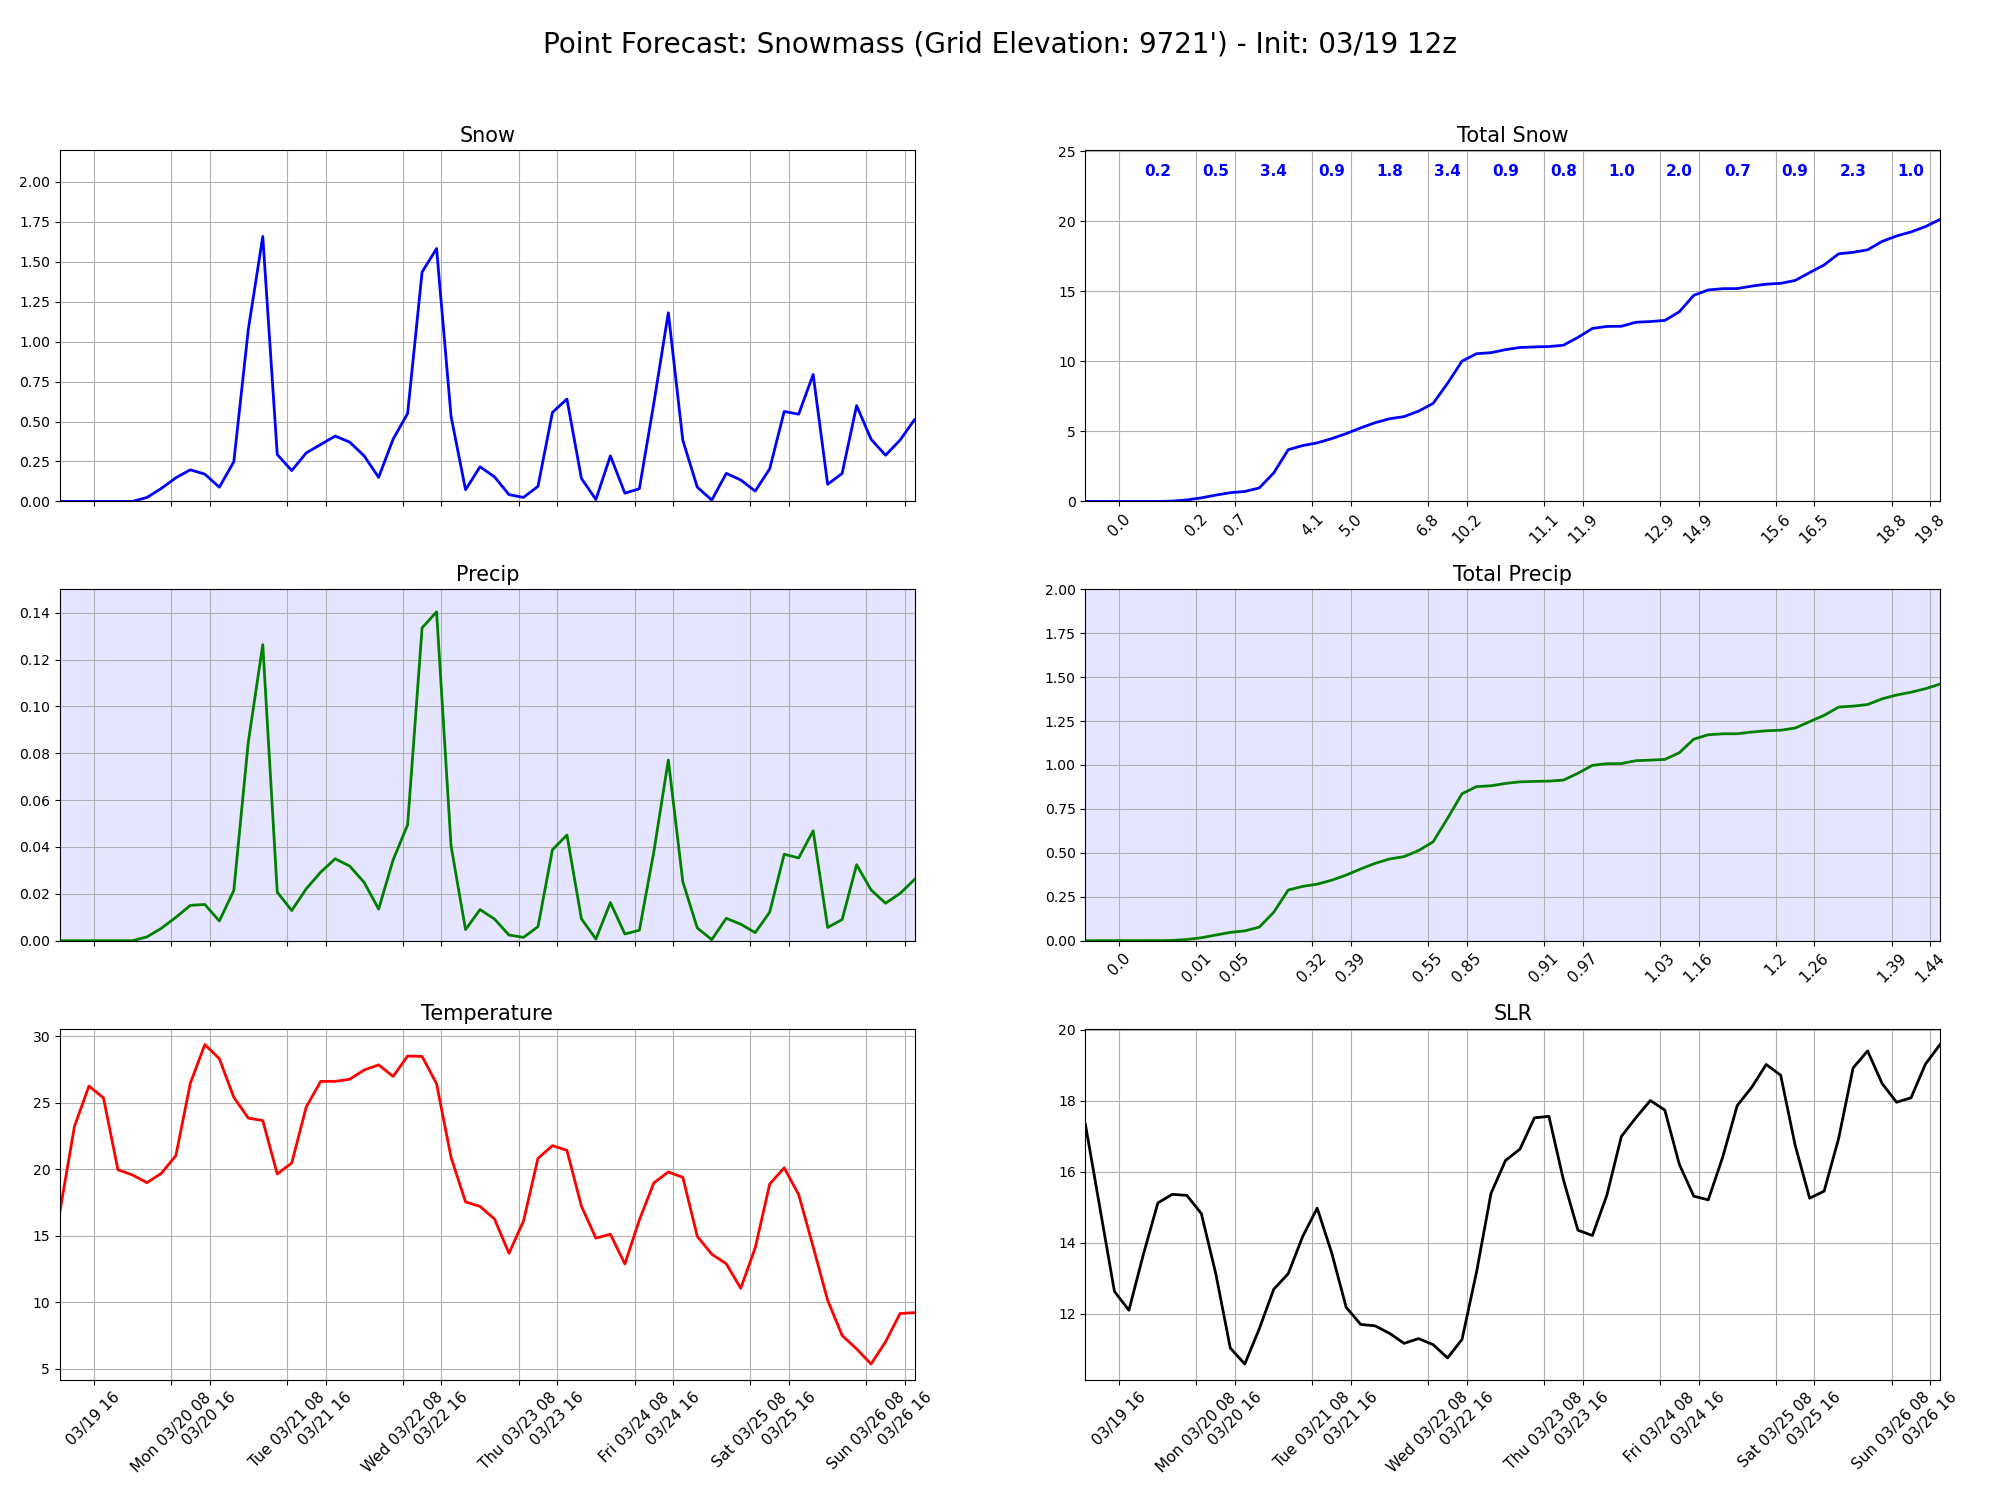 Point Forecast: Snowmass (Grid Elevation: 9721') - Init: 03/19 12z
Snow
2.00
1.75
1.50
1.25
1.00
0.75
0.50
0.25
0.00
Total Snow
0.2 0.5 3.4 0.9 1.8 3.4 0.9 0.8 1.0 2.0 0.7 0.9 2.3 1.0
25
20
15
10
5
0
0.0 0.2 0.7 4.1 5.0 6.8 10.2 11.1 11.9 12.9 14.9 15.6 16.5 18.8 19.8
Precip
0.14
0.12
0.10
0.08
0.06
0.04
0.02
0.00
Total Precip
2.00
1.75
1.50
1.25
1.00
0.75
0.50
0.25
0.00
0.0 0.01 0.05 0.32 0.39 0.55 0.85 0.91 0.97 1.03 1.16 1.2 1.26 1.39 1.44
Temperature
30
25
20
15
10
5
03/19 16
Mon 03/20 08
03/20 16
Tue 03/21 08
03/21 16
Wed 03/22 08
03/22 16
Thu 03/23 08
03/23 16
Fri 03/24 08
03/24 16
Sat 03/25 08
03/25 16
Sun 03/26 08
03/26 16
SLR
20
18
16
14
12
03/19 16
Mon 03/20 08
03/20 16
Tue 03/21 08
03/21 16
Wed 03/22 08
03/22 16
Thu 03/23 08
03/23 16
Fri 03/24 08
03/24 16
Sat 03/25 08
03/25 16
Sun 03/26 08
03/26 16